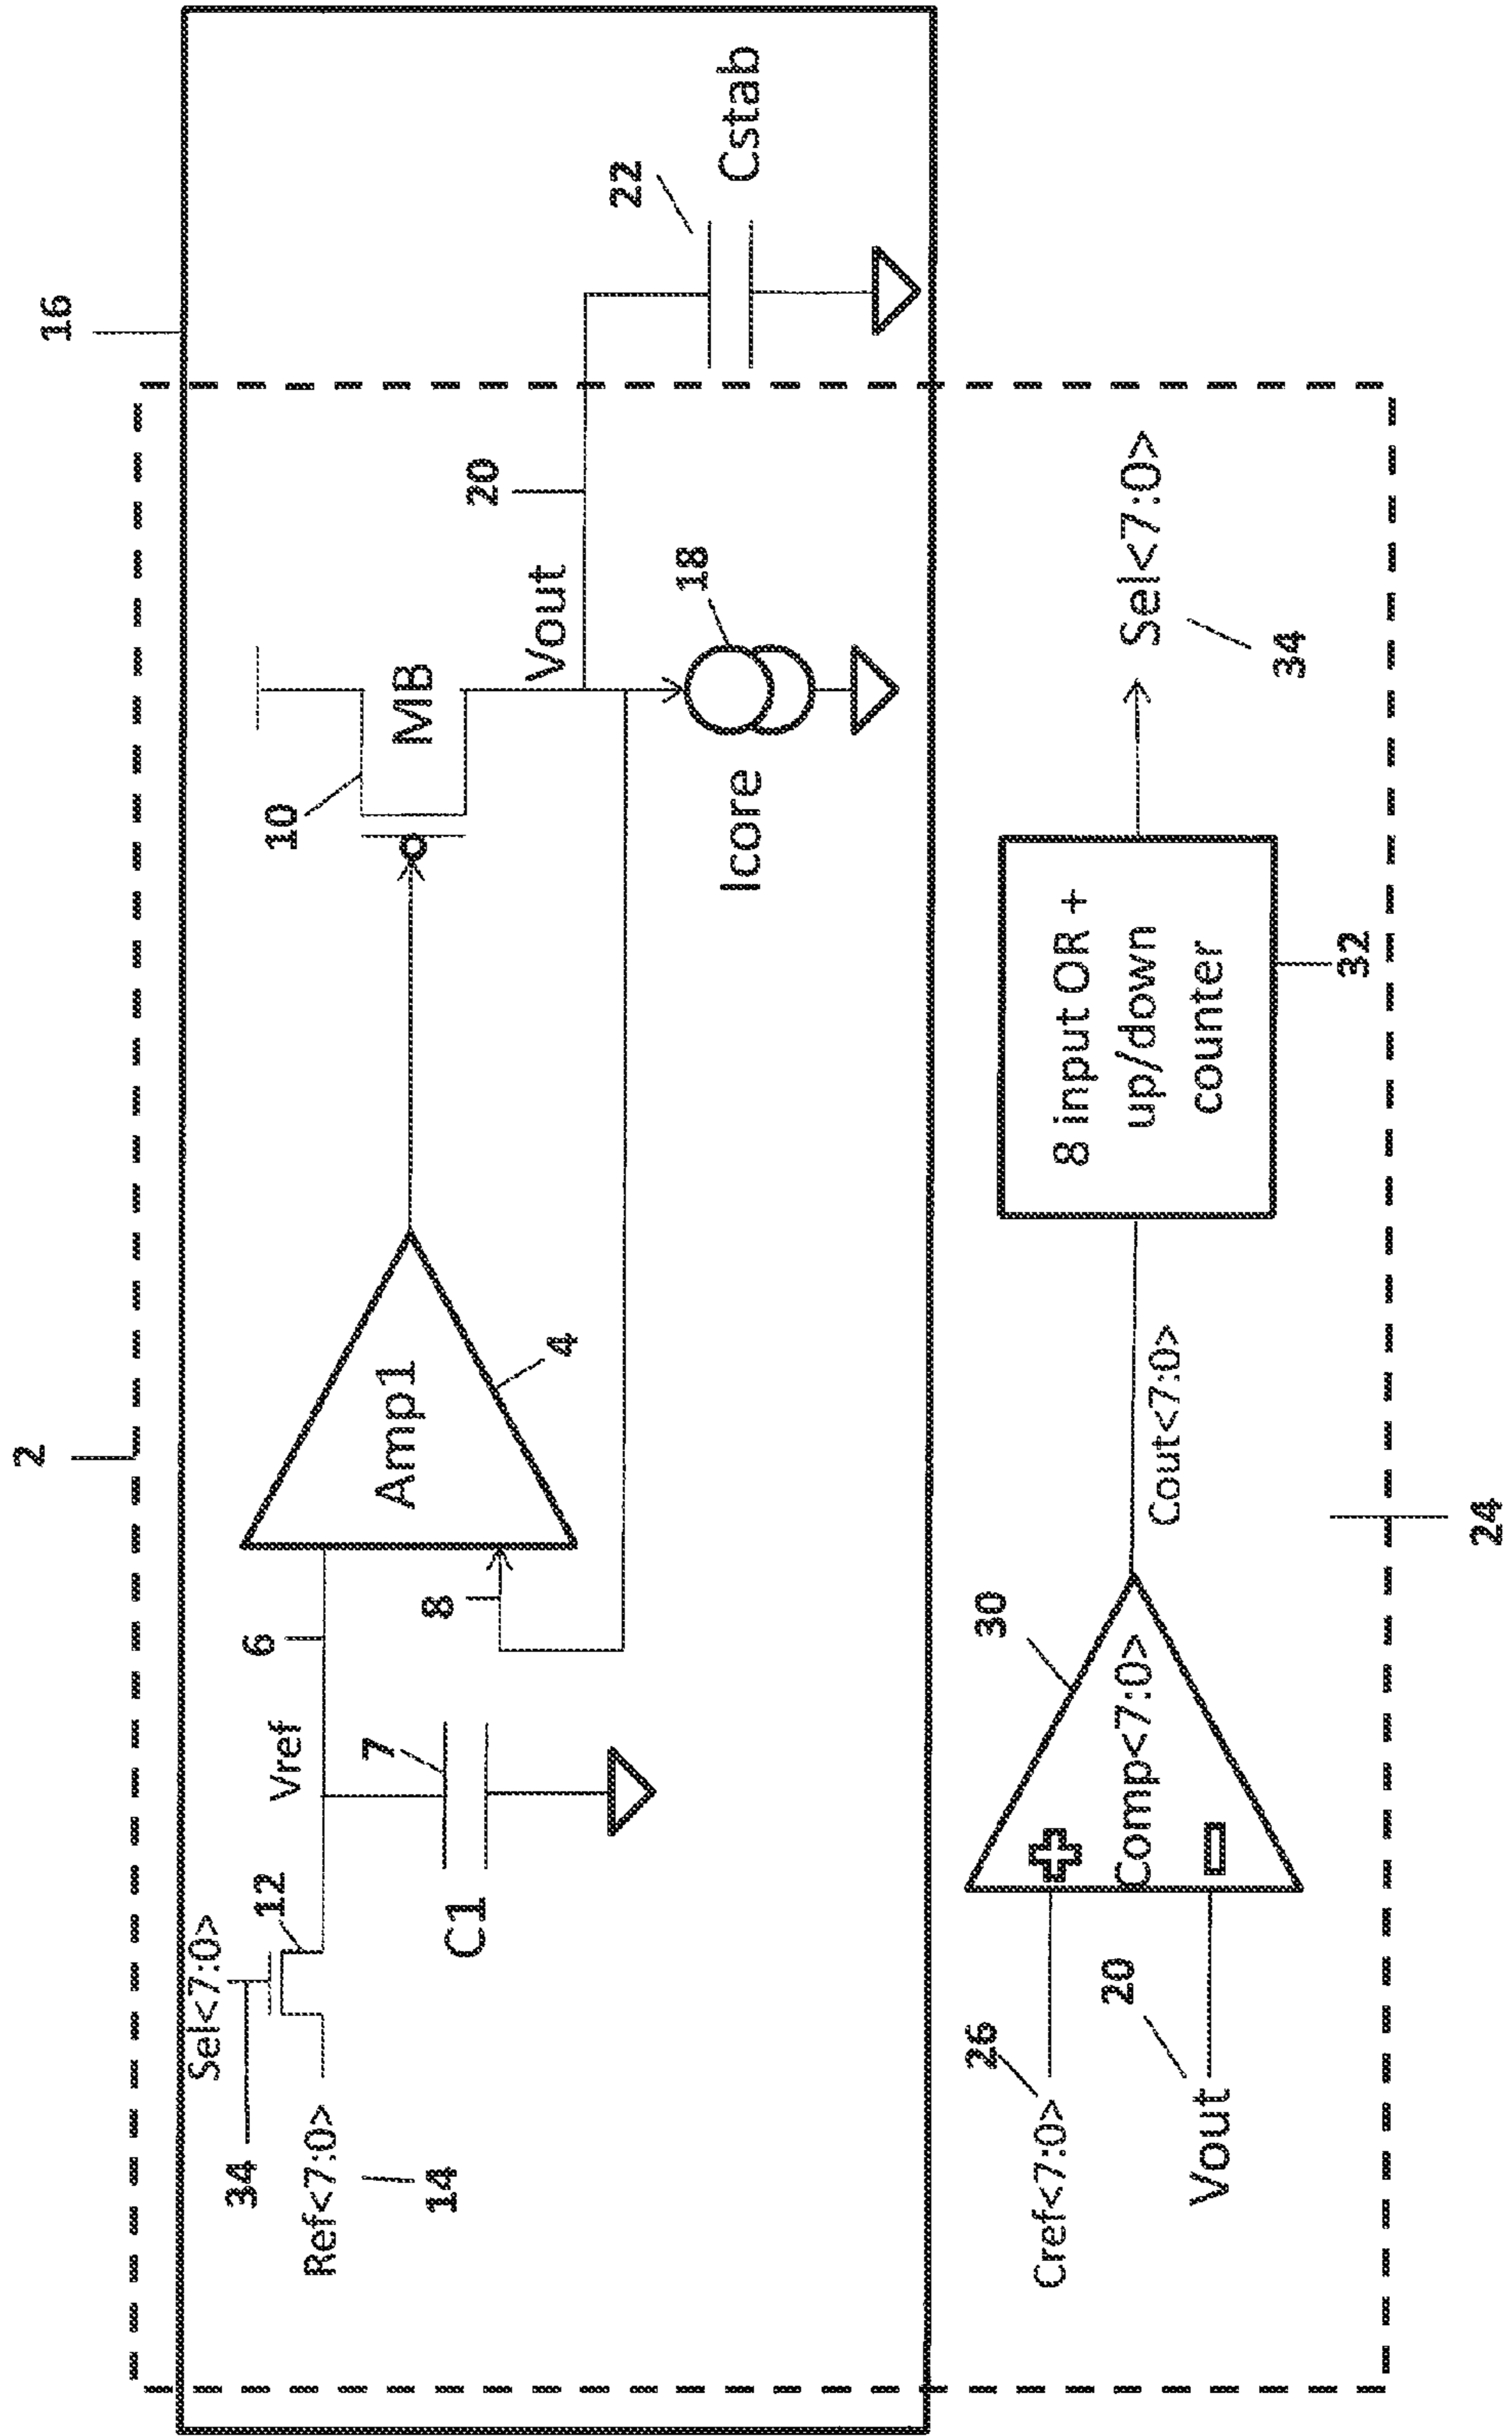 2
16
Sel<7:0>
34
12
Ref<7:0>
14
Vref
6
7
C1
8
Amp1
4
10
MB
Vout
20
18
Icore
22
Cstab
Cref<7:0>
26
Vout
20
Comp<7:0>
30
Cout<7:0>
8 input OR +
up/down
counter
32
Sel<7:0>
34
24